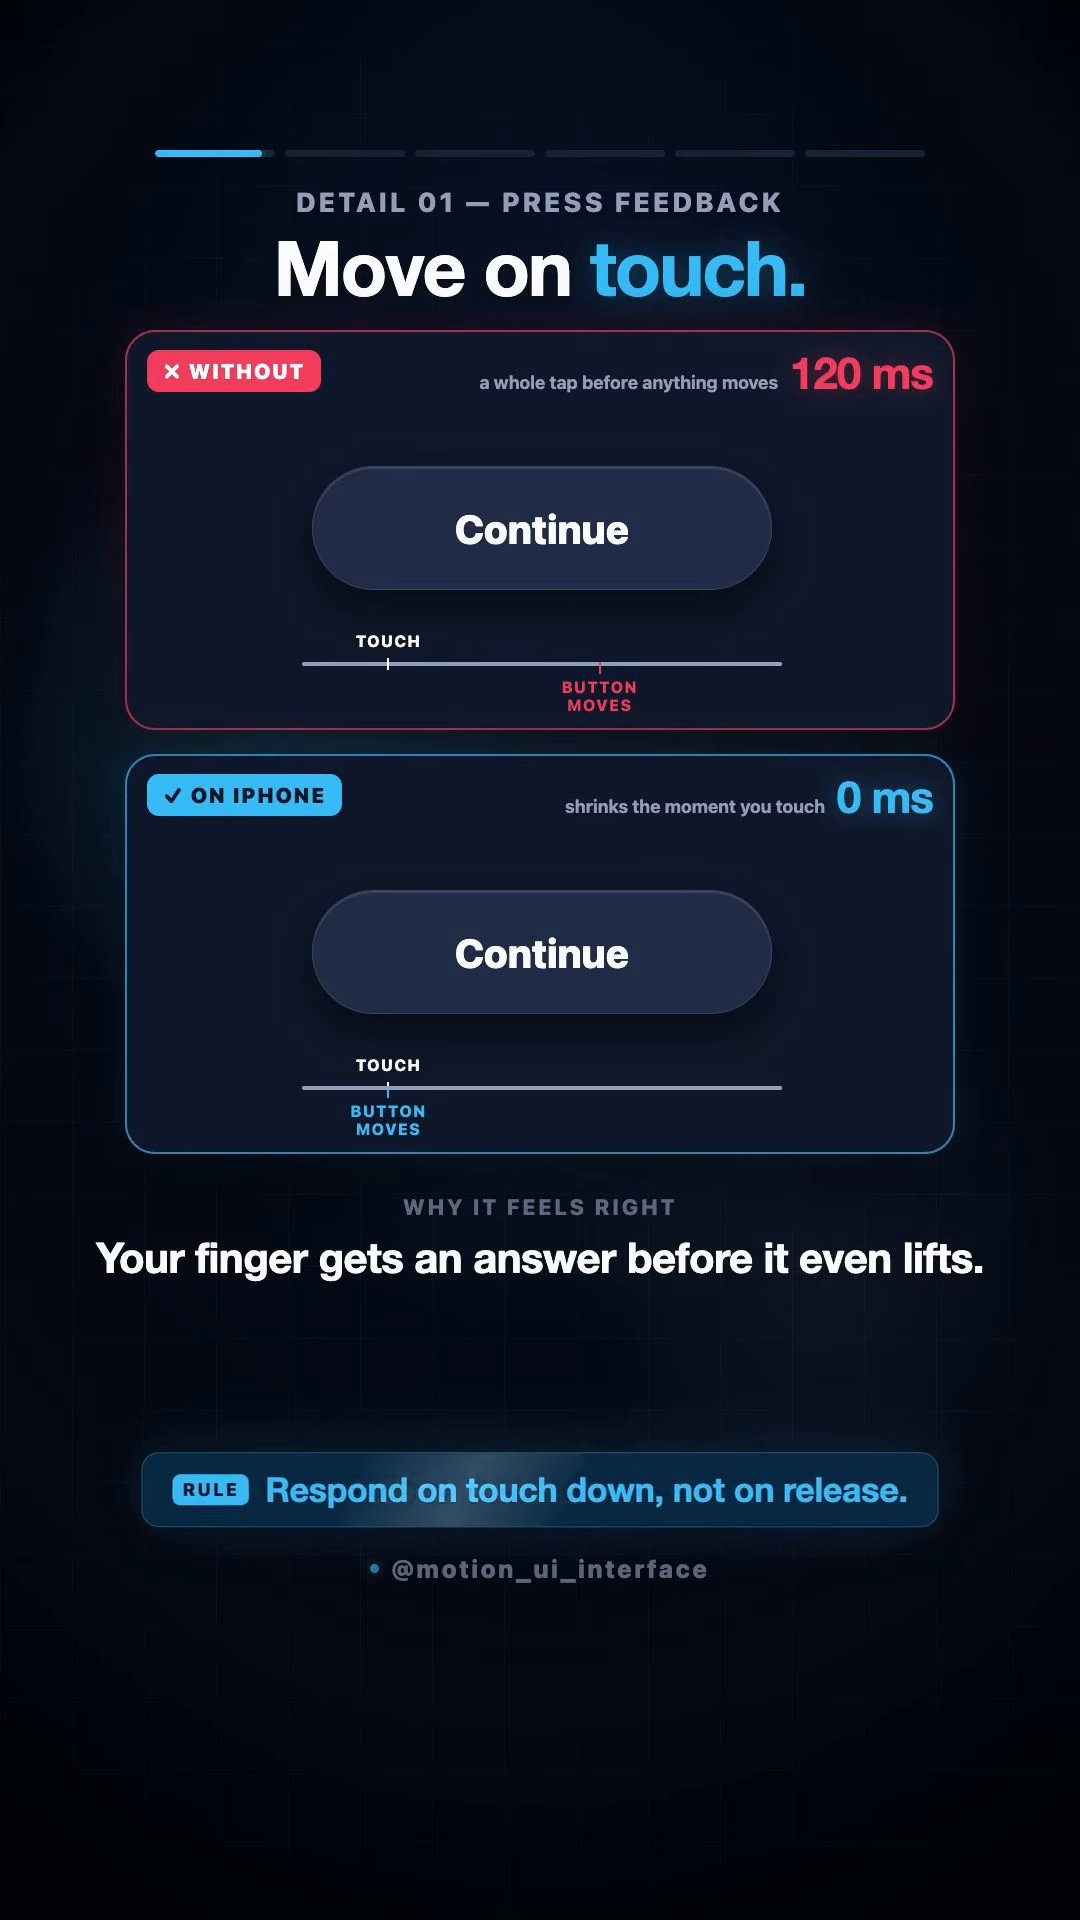 DETAIL 01 — PRESS FEEDBACK
Move on touch.
✕ WITHOUT
a whole tap before anything moves 120 ms
Continue
TOUCH
BUTTON
MOVES
✓ ON IPHONE
shrinks the moment you touch 0 ms
Continue
TOUCH
BUTTON
MOVES
WHY IT FEELS RIGHT
Your finger gets an answer before it even lifts.
RULE Respond on touch down, not on release.
@motion_ui_interface